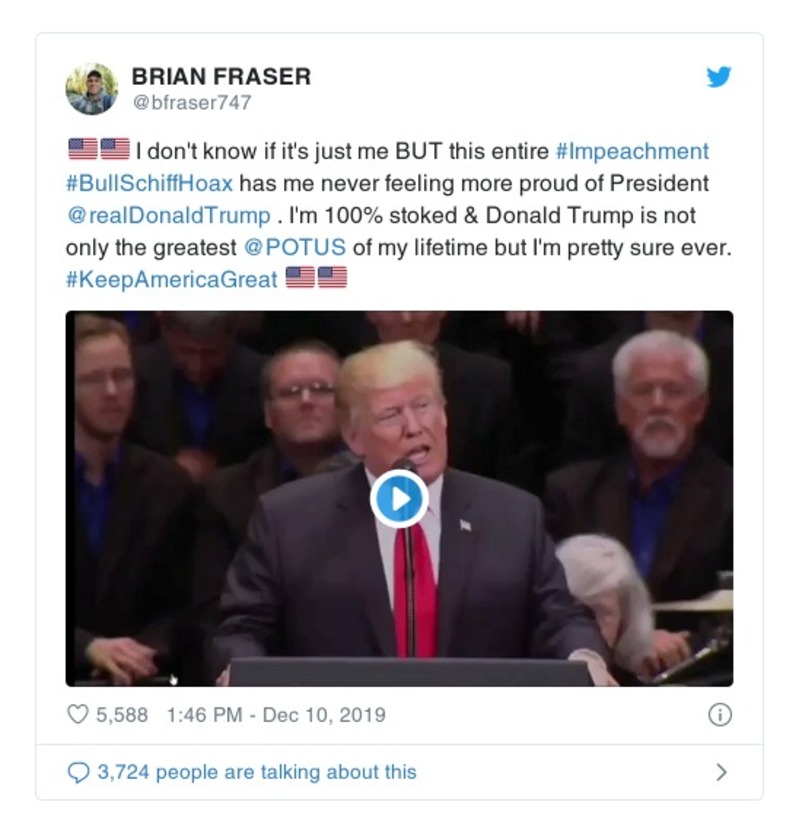 BRIAN FRASER
@bfraser747
🇺🇸🇺🇸 I don't know if it's just me BUT this entire #Impeachment
#BullSchiffHoax has me never feeling more proud of President
@realDonaldTrump . I'm 100% stoked & Donald Trump is not
only the greatest @POTUS of my lifetime but I'm pretty sure ever.
#KeepAmericaGreat 🇺🇸🇺🇸
5,588 1:46 PM - Dec 10, 2019
3,724 people are talking about this